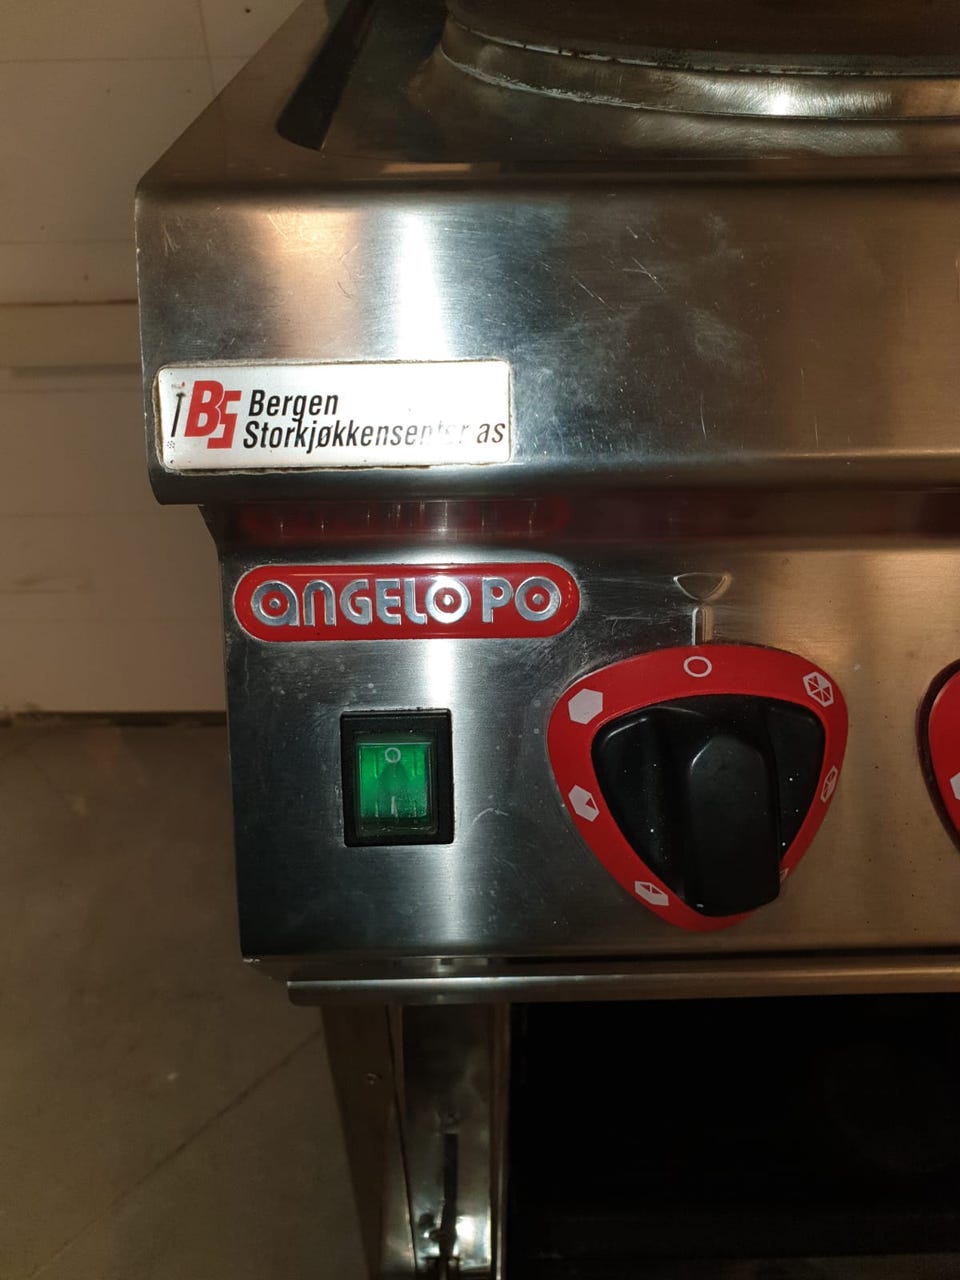 BS Bergen
Storkjøkkensenter as
ANGELO PO